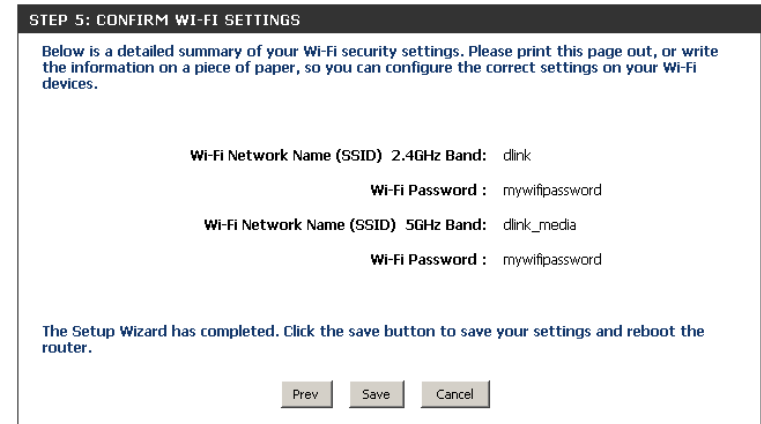 STEP 5: CONFIRM WI-FI SETTINGS
Below is a detailed summary of your Wi-Fi security settings. Please print this page out, or write
the information on a piece of paper, so you can configure the correct settings on your Wi-Fi
devices.
Wi-Fi Network Name (SSID) 2.4GHz Band: dlink
Wi-Fi Password : mywifipassword
Wi-Fi Network Name (SSID) 5GHz Band: dlink_media
Wi-Fi Password : mywifipassword
The Setup Wizard has completed. Click the save button to save your settings and reboot the
router.
Prev Save Cancel